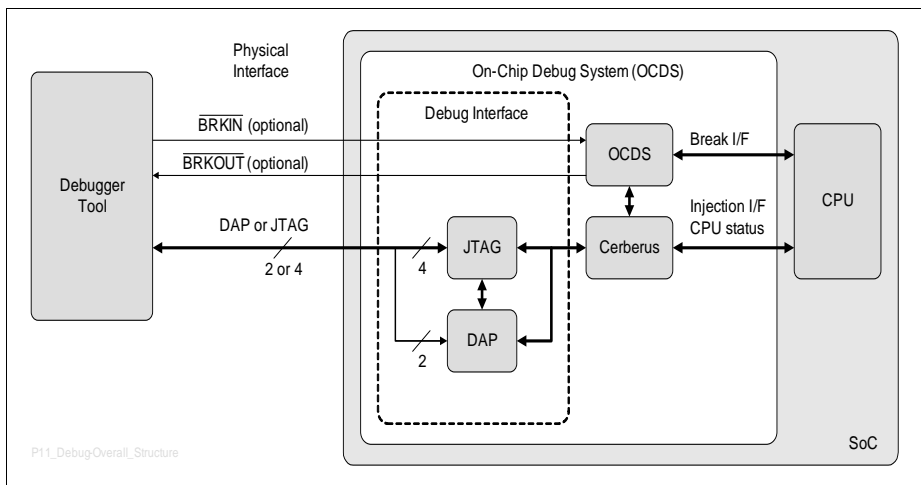 Physical
Interface
On-Chip Debug System (OCDS)
Debug Interface
BRKIN (optional)
BRKOUT (optional)
Debugger
Tool
DAP or JTAG
2 or 4
4
JTAG
2
DAP
OCDS
Break I/F
Cerberus
Injection I/F
CPU status
CPU
SoC
P11_Debug-Overall_Structure